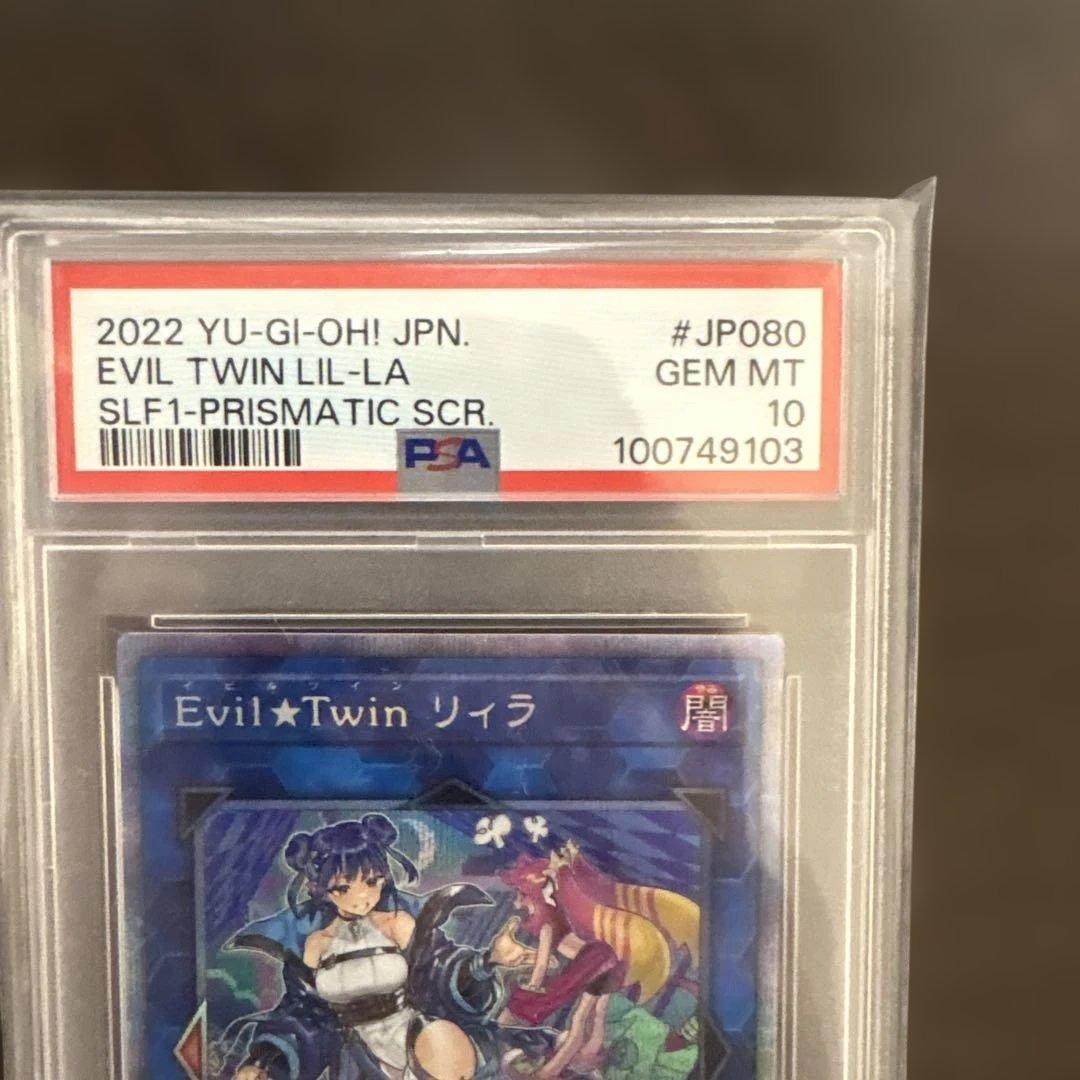 2022 YU-GI-OH! JPN. #JP080
EVIL TWIN LIL-LA GEM MT
SLF1-PRISMATIC SCR. 10
PSA 100749103
イビルツイン
Evil★Twin リィラ 闇